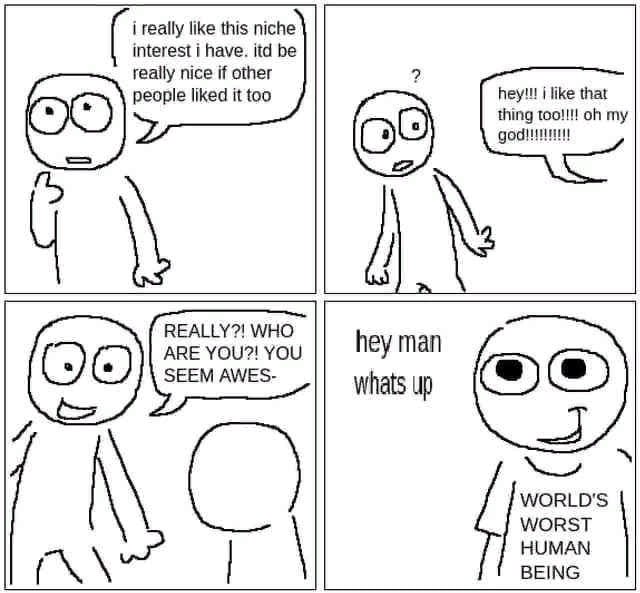 i really like this niche
interest i have. itd be
really nice if other
people liked it too
?
hey!!! i like that
thing too!!!! oh my
god!!!!!!!!!!
REALLY?! WHO
ARE YOU?! YOU
SEEM AWES-
hey man
whats up
WORLD'S
WORST
HUMAN
BEING